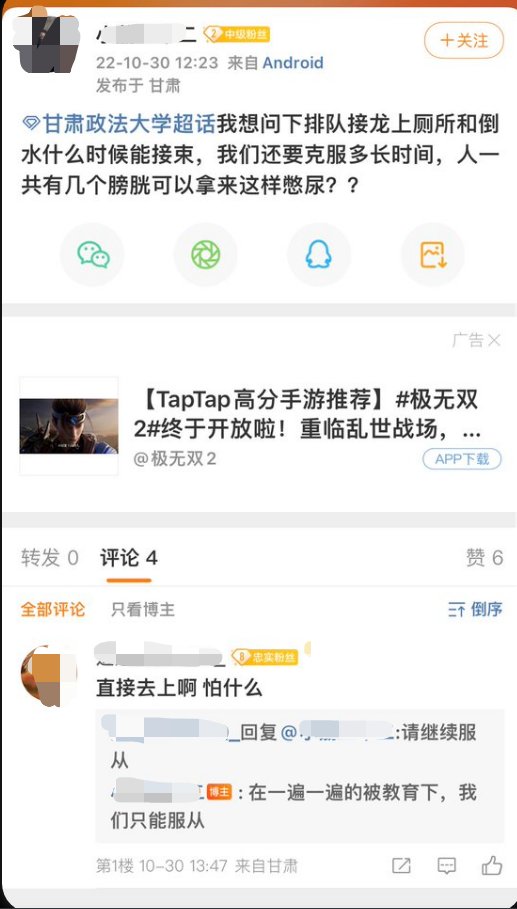 二 2 中级粉丝
+关注
22-10-30 12:23 来自 Android
发布于 甘肃
甘肃政法大学超话我想问下排队接龙上厕所和倒
水什么时候能接束，我们还要克服多长时间，人一
共有几个膀胱可以拿来这样憋尿？？
广告
【TapTap高分手游推荐】#极无双
2#终于开放啦！重临乱世战场，...
@极无双2
APP下载
转发 0 评论 4 赞 6
全部评论 只看博主 倒序
8 忠实粉丝
直接去上啊 怕什么
回复@:请继续服
从
博主：在一遍一遍的被教育下，我
们只能服从
第1楼 10-30 13:47 来自甘肃